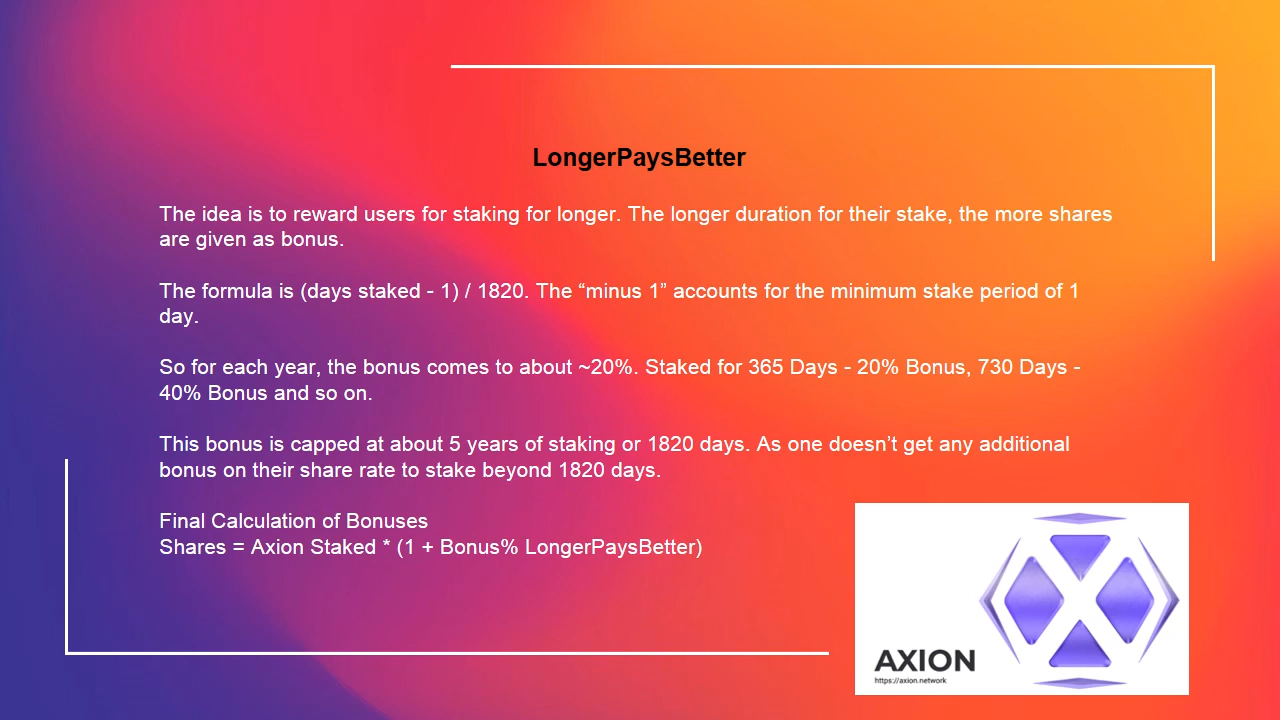 LongerPaysBetter
The idea is to reward users for staking for longer. The longer duration for their stake, the more shares
are given as bonus.
The formula is (days staked - 1) / 1820. The “minus 1” accounts for the minimum stake period of 1
day.
So for each year, the bonus comes to about ~20%. Staked for 365 Days - 20% Bonus, 730 Days -
40% Bonus and so on.
This bonus is capped at about 5 years of staking or 1820 days. As one doesn’t get any additional
bonus on their share rate to stake beyond 1820 days.
Final Calculation of Bonuses
Shares = Axion Staked * (1 + Bonus% LongerPaysBetter)
AXION
https://axion.network